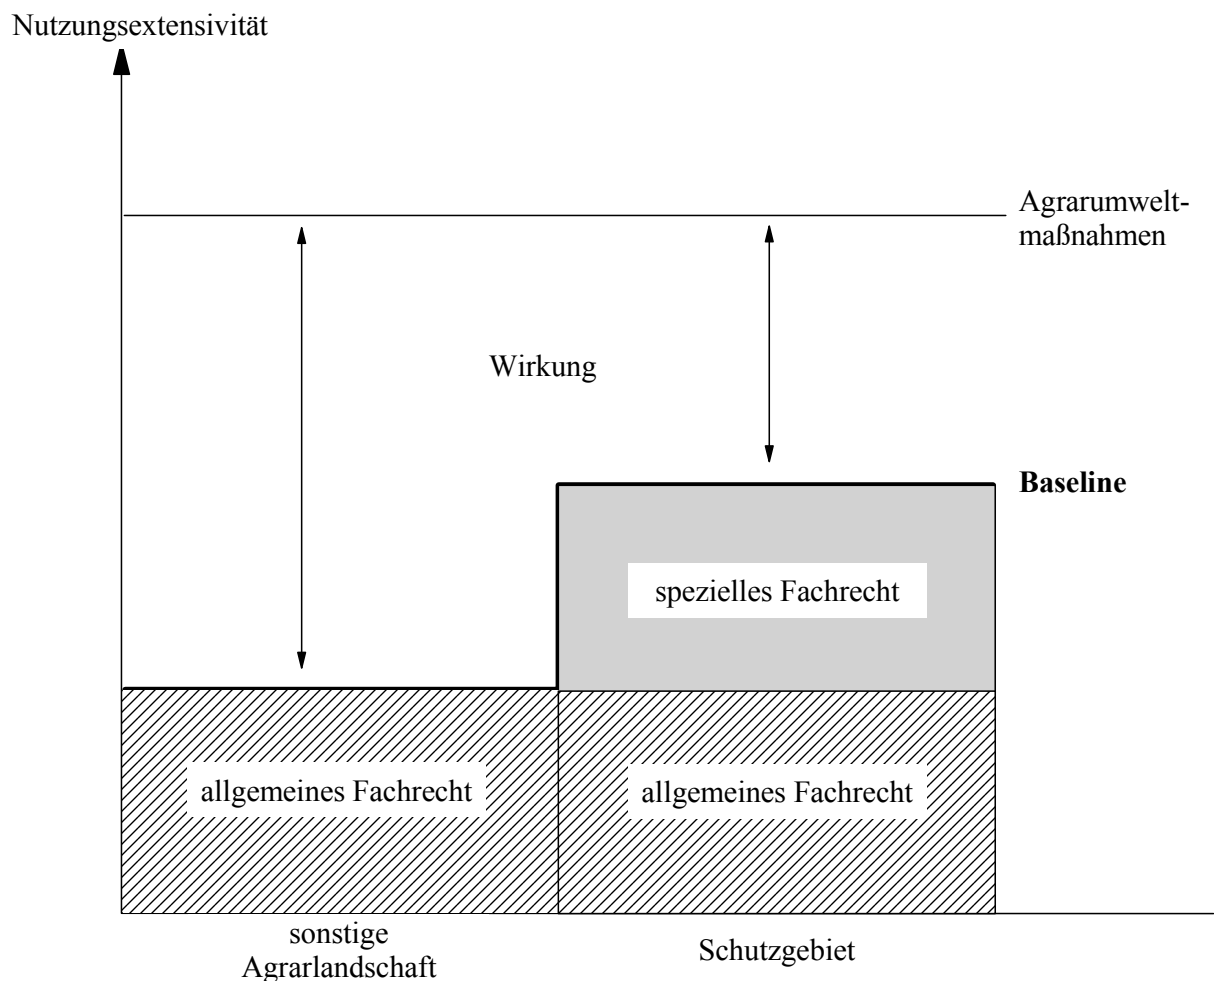 Nutzungsextensivität
Agrarumwelt-
maßnahmen
Wirkung
Baseline
spezielles Fachrecht
allgemeines Fachrecht
allgemeines Fachrecht
sonstige
Agrarlandschaft
Schutzgebiet